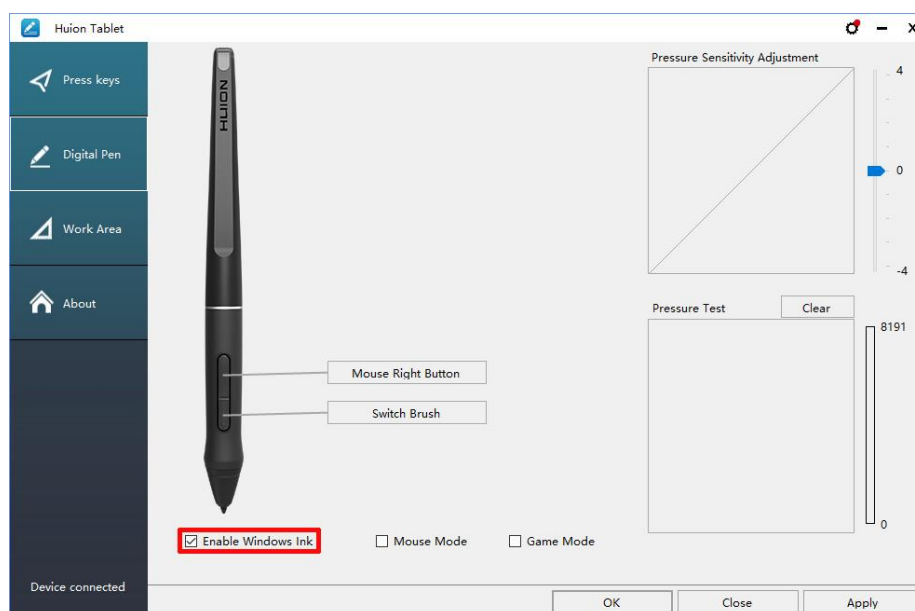 Huion Tablet
Press keys
Digital Pen
Work Area
About
Device connected
HUION
Mouse Right Button
Switch Brush
Enable Windows Ink
Mouse Mode
Game Mode
Pressure Sensitivity Adjustment
4
0
-4
Pressure Test
Clear
8191
0
OK
Close
Apply